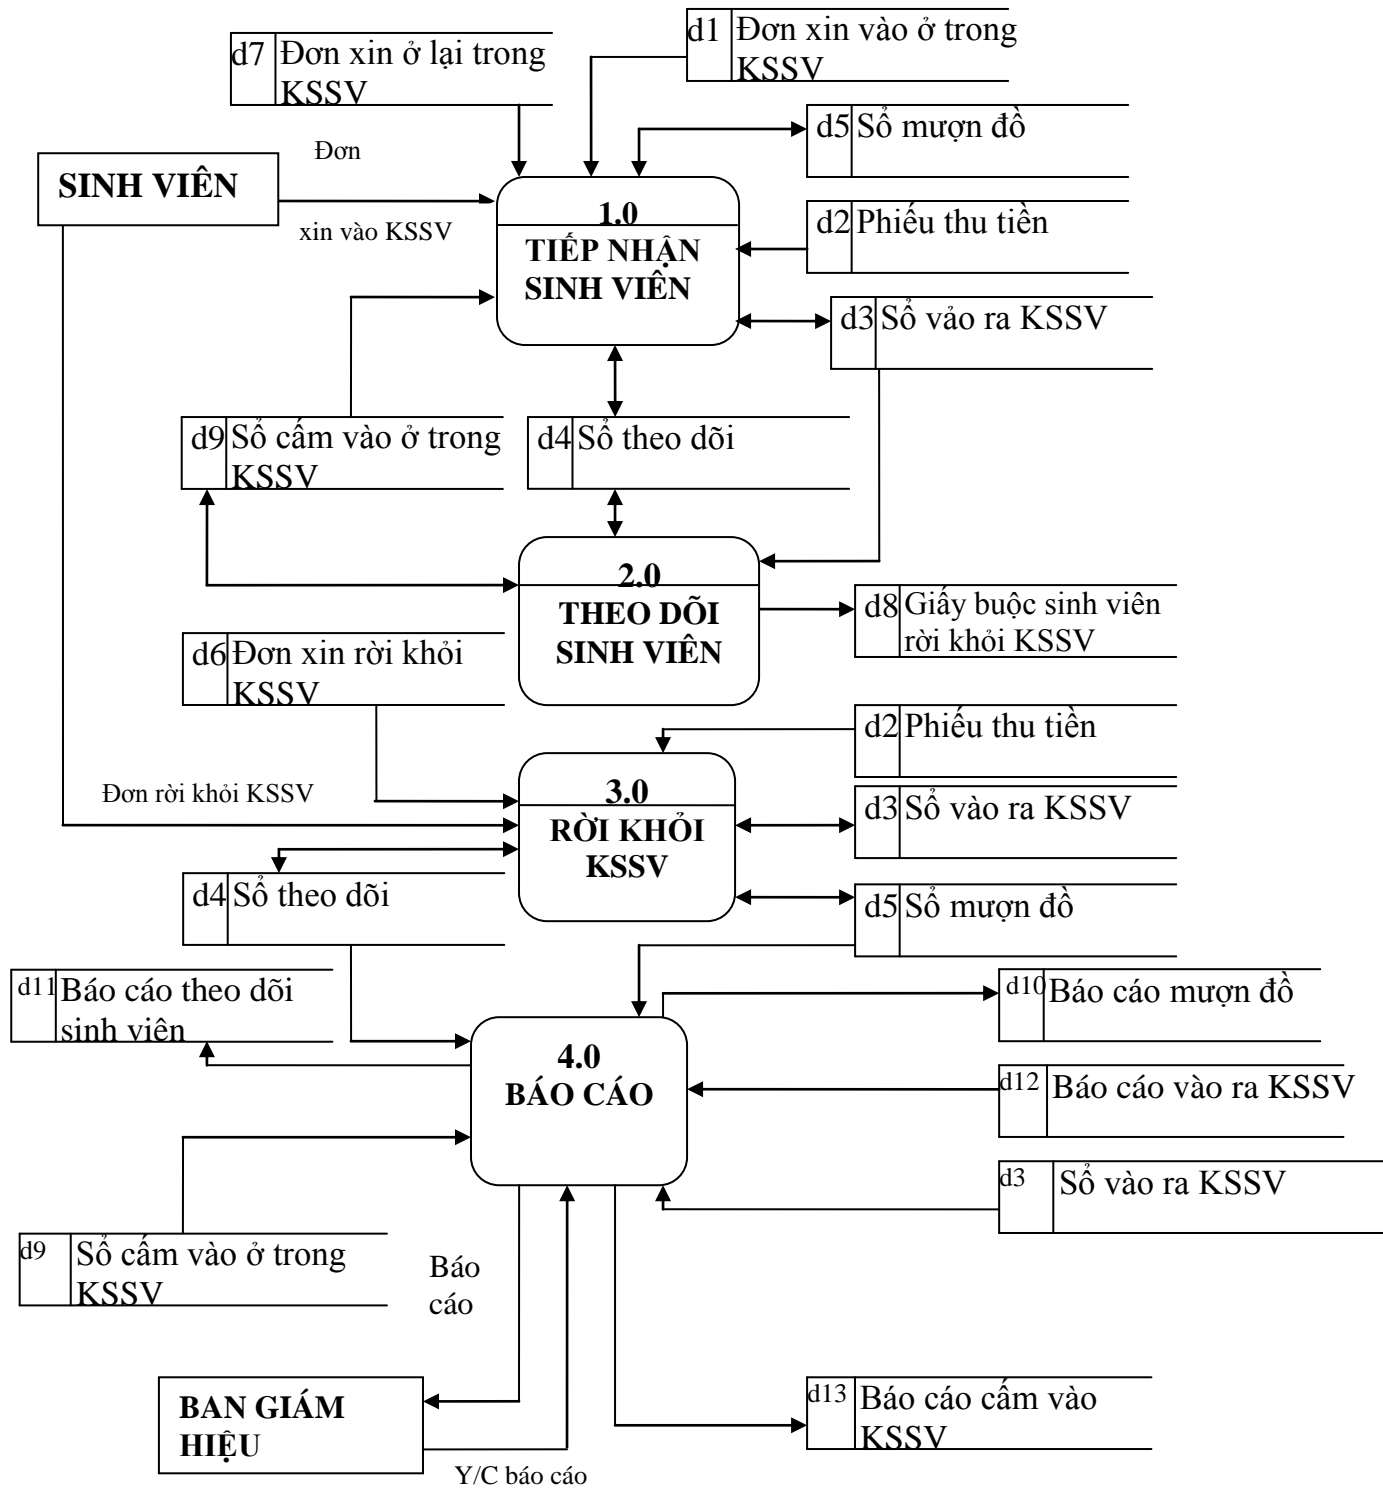 d1 Đơn xin vào ở trong
KSSV
d7 Đơn xin ở lại trong
KSSV
d5 Sổ mượn đồ
Đơn
SINH VIÊN
xin vào KSSV
1.0
TIẾP NHẬN
SINH VIÊN
d2 Phiếu thu tiền
d3 Sổ vảo ra KSSV
d9 Sổ cấm vào ở trong
KSSV
d4 Sổ theo dõi
2.0
THEO DÕI
SINH VIÊN
d8 Giấy buộc sinh viên
rời khỏi KSSV
d6 Đơn xin rời khỏi
KSSV
d2 Phiếu thu tiền
Đơn rời khỏi KSSV
3.0
RỜI KHỎI
KSSV
d3 Sổ vào ra KSSV
d4 Sổ theo dõi
d5 Sổ mượn đồ
d11 Báo cáo theo dõi
sinh viên
d10 Báo cáo mượn đồ
4.0
BÁO CÁO
d12 Báo cáo vào ra KSSV
d3 Sổ vào ra KSSV
d9 Sổ cấm vào ở trong
KSSV
Báo
cáo
BAN GIÁM
HIỆU
d13 Báo cáo cấm vào
KSSV
Y/C báo cáo